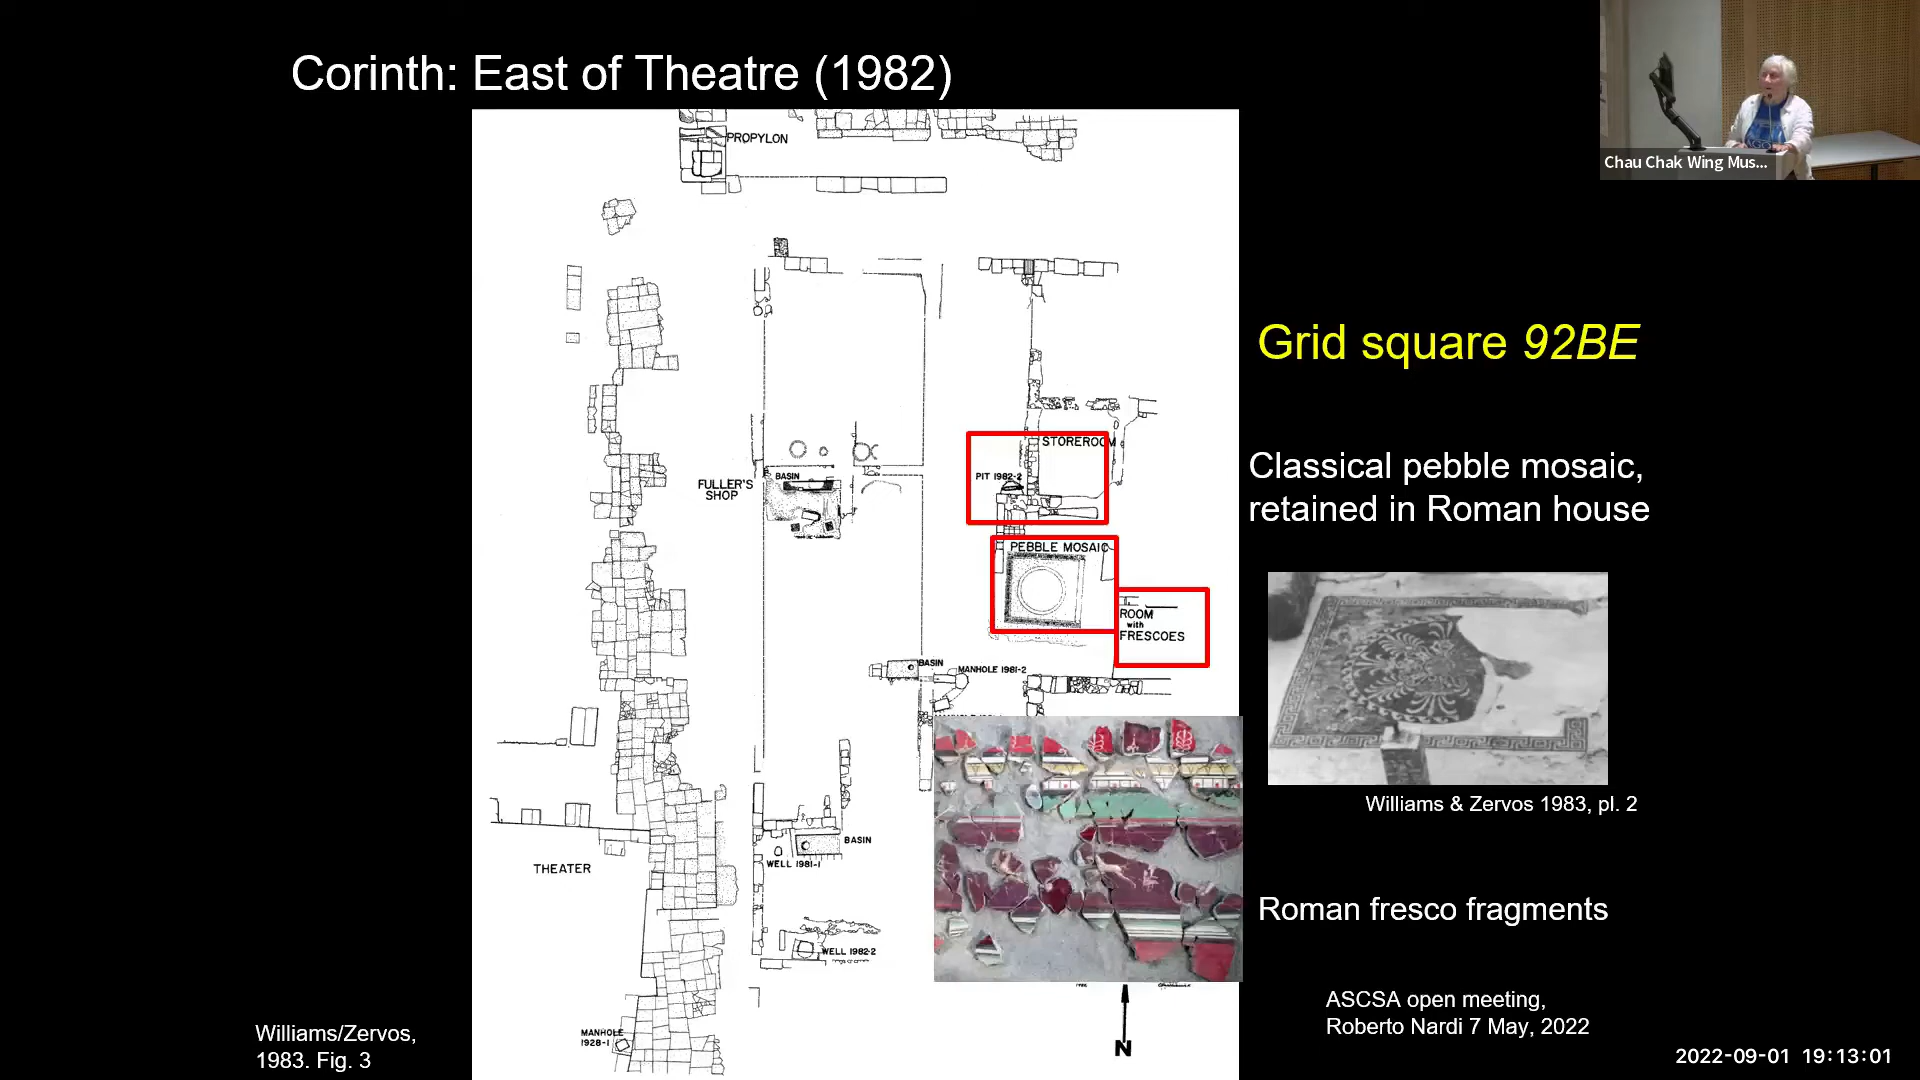 Corinth: East of Theatre (1982)
Chau Chak Wing Mus...
PROPYLON
Grid square 92BE
STOREROOM
PIT 1982-2
FULLER'S
SHOP
BASIN
Classical pebble mosaic,
retained in Roman house
PEBBLE MOSAIC
ROOM
with
FRESCOES
BASIN
MANHOLE 1981-2
Williams & Zervos 1983, pl. 2
BASIN
WELL 1981-1
THEATER
Roman fresco fragments
WELL 1982-2
ASCSA open meeting,
Roberto Nardi 7 May, 2022
MANHOLE
1928-1
N
Williams/Zervos,
1983. Fig. 3
2022-09-01 19:13:01